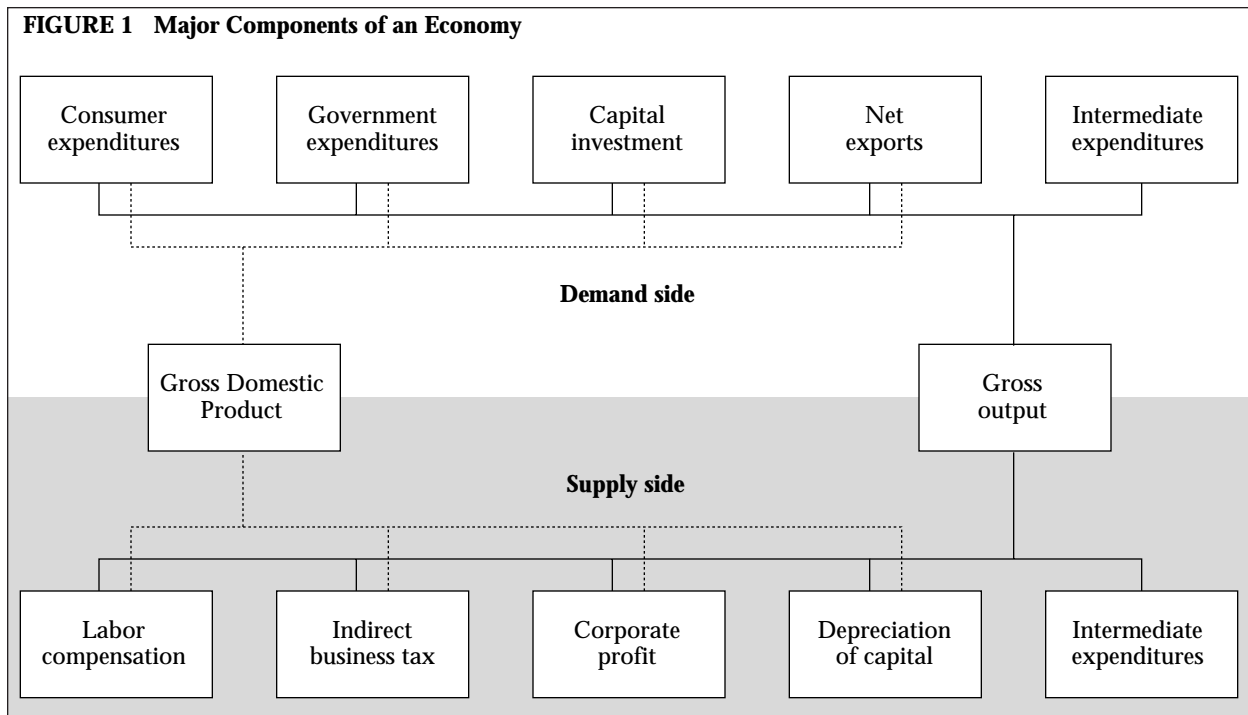 FIGURE 1 Major Components of an Economy
Consumer
expenditures
Government
expenditures
Capital
investment
Net
exports
Intermediate
expenditures
Demand side
Gross Domestic
Product
Gross
output
Supply side
Labor
compensation
Indirect
business tax
Corporate
profit
Depreciation
of capital
Intermediate
expenditures